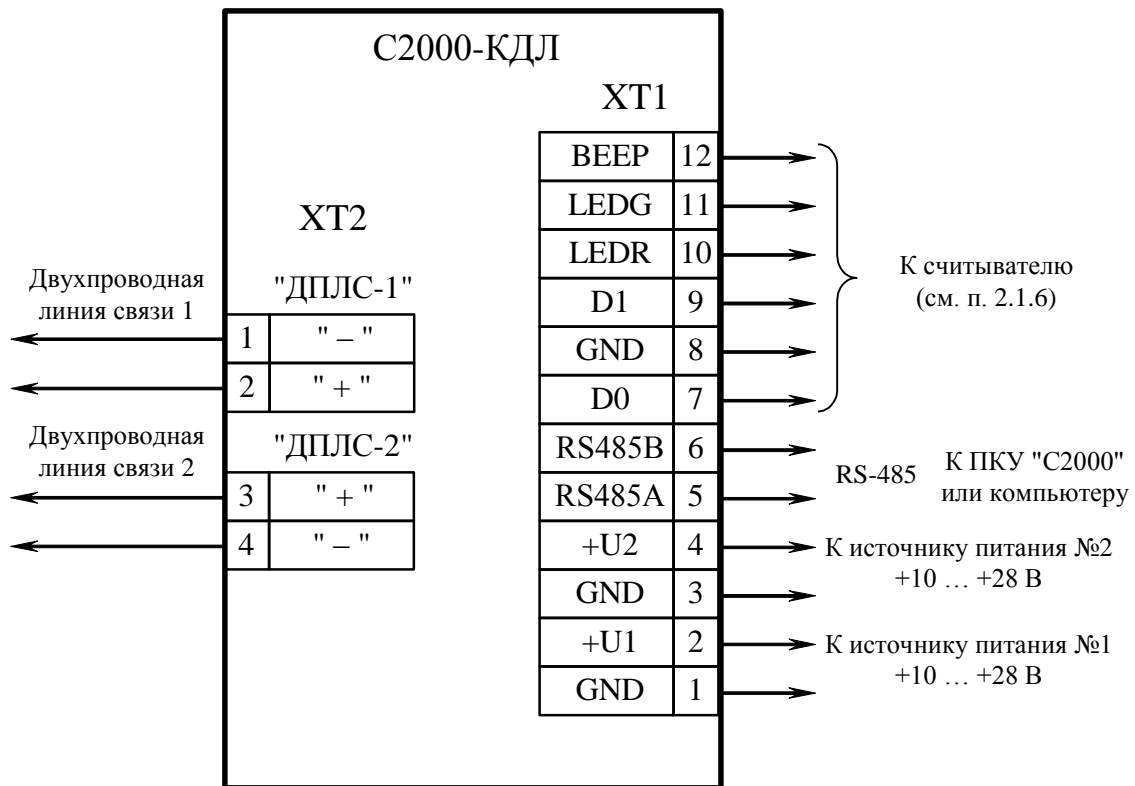 С2000-КДЛ
XT1
BEEP 12
LEDG 11
LEDR 10
D1 9
GND 8
D0 7
RS485B 6
RS485A 5
+U2 4
GND 3
+U1 2
GND 1
К считывателю
(см. п. 2.1.6)
RS-485
К ПКУ "С2000"
или компьютеру
К источнику питания №2
+10 … +28 В
К источнику питания №1
+10 … +28 В
XT2
Двухпроводная
линия связи 1
"ДПЛС-1"
1 " – "
2 " + "
Двухпроводная
линия связи 2
"ДПЛС-2"
3 " + "
4 " – "